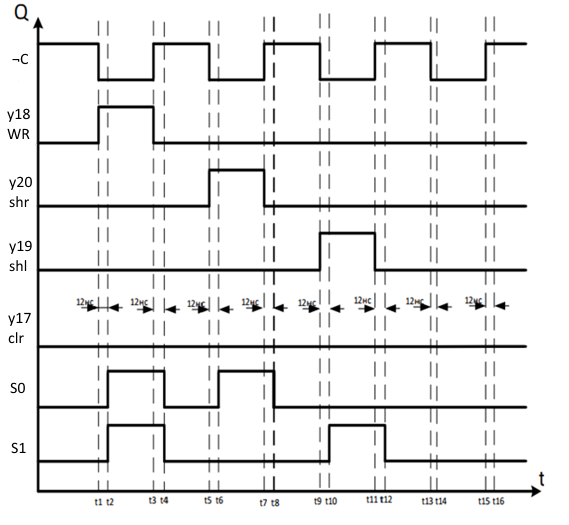 Q
¬C
y18
WR
y20
shr
y19
shl
12нс 12нс 12нс 12нс 12нс 12нс 12нс 12нс
y17
clr
S0
S1
t
t1 t2 t3 t4 t5 t6 t7 t8 t9 t10 t11 t12 t13 t14 t15 t16